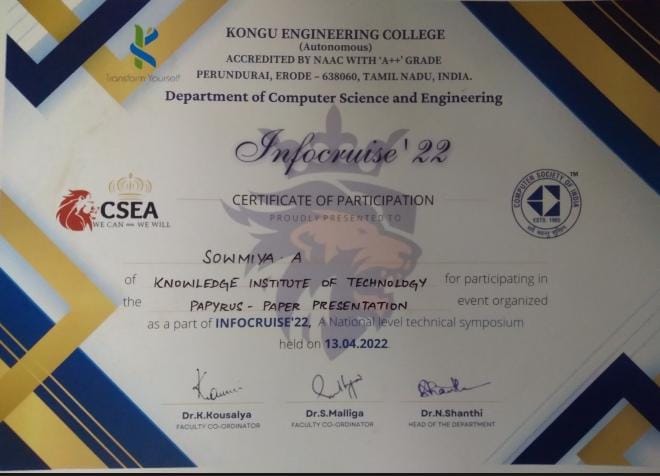 KONGU ENGINEERING COLLEGE
(Autonomous)
ACCREDITED BY NAAC WITH 'A++' GRADE
PERUNDURAI, ERODE – 638060, TAMIL NADU, INDIA.
Transform Yourself
Department of Computer Science and Engineering
Infocruise'22
CSEA
WE CAN WE WILL
COMPUTER SOCIETY OF INDIA
TM
ESTD. 1965
CERTIFICATE OF PARTICIPATION
PROUDLY PRESENTED TO
SOWMIYA. A
of KNOWLEDGE INSTITUTE OF TECHNOLOGY for participating in
the PAPYRUS - PAPER PRESENTATION event organized
as a part of INFOCRUISE'22, A National level technical symposium
held on 13.04.2022
Dr.K.Kousalya Dr.S.Malliga Dr.N.Shanthi
FACULTY CO-ORDINATOR FACULTY CO-ORDINATOR HEAD OF THE DEPARTMENT